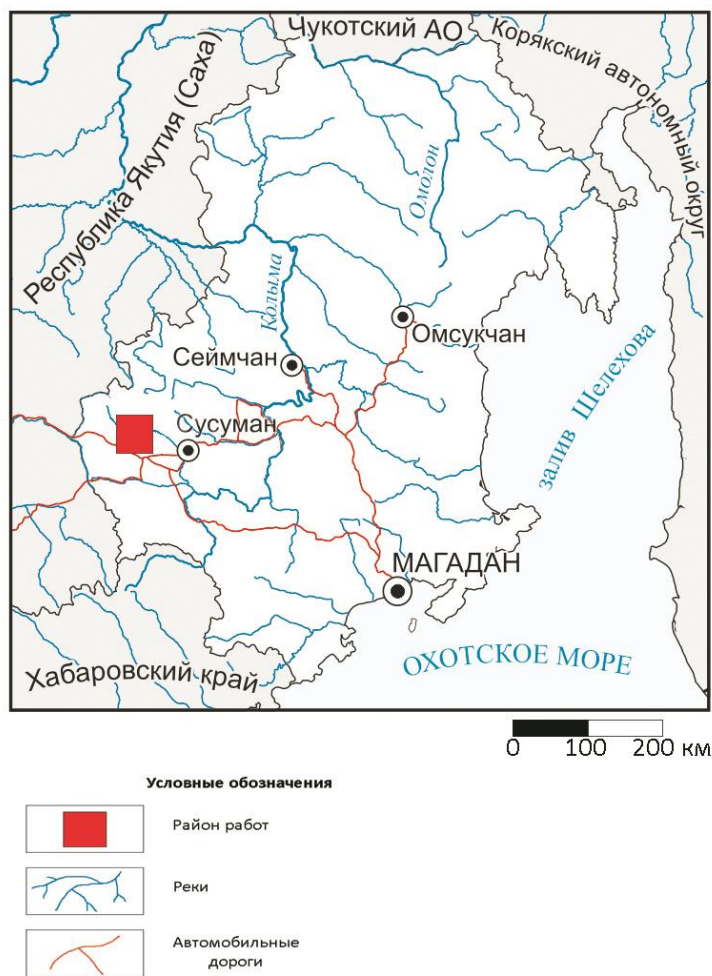 Чукотский АО
Корякский автономный округ
Республика Якутия (Саха)
Омолон
Колыма
Омсукчан
Сеймчан
залив Шелехова
Сусуман
МАГАДАН
ОХОТСКОЕ МОРЕ
Хабаровский край
0 100 200 км
Условные обозначения
Район работ
Реки
Автомобильные
дороги